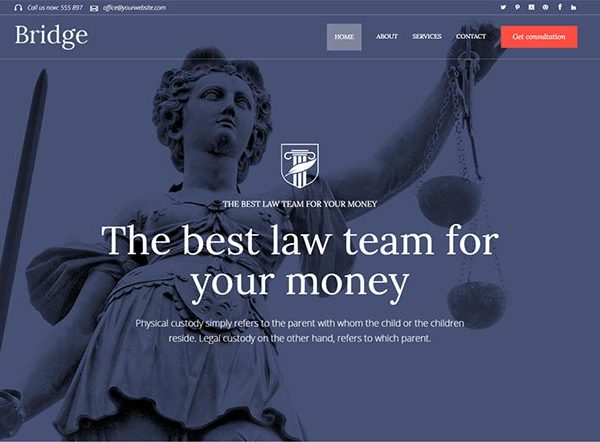 Call us now: 555 897 office@yourwebsite.com
Bridge HOME ABOUT SERVICES CONTACT Get consultation
THE BEST LAW TEAM FOR YOUR MONEY
The best law team for
your money
Physical custody simply refers to the parent with whom the child or the children
reside. Legal custody on the other hand, refers to which parent.